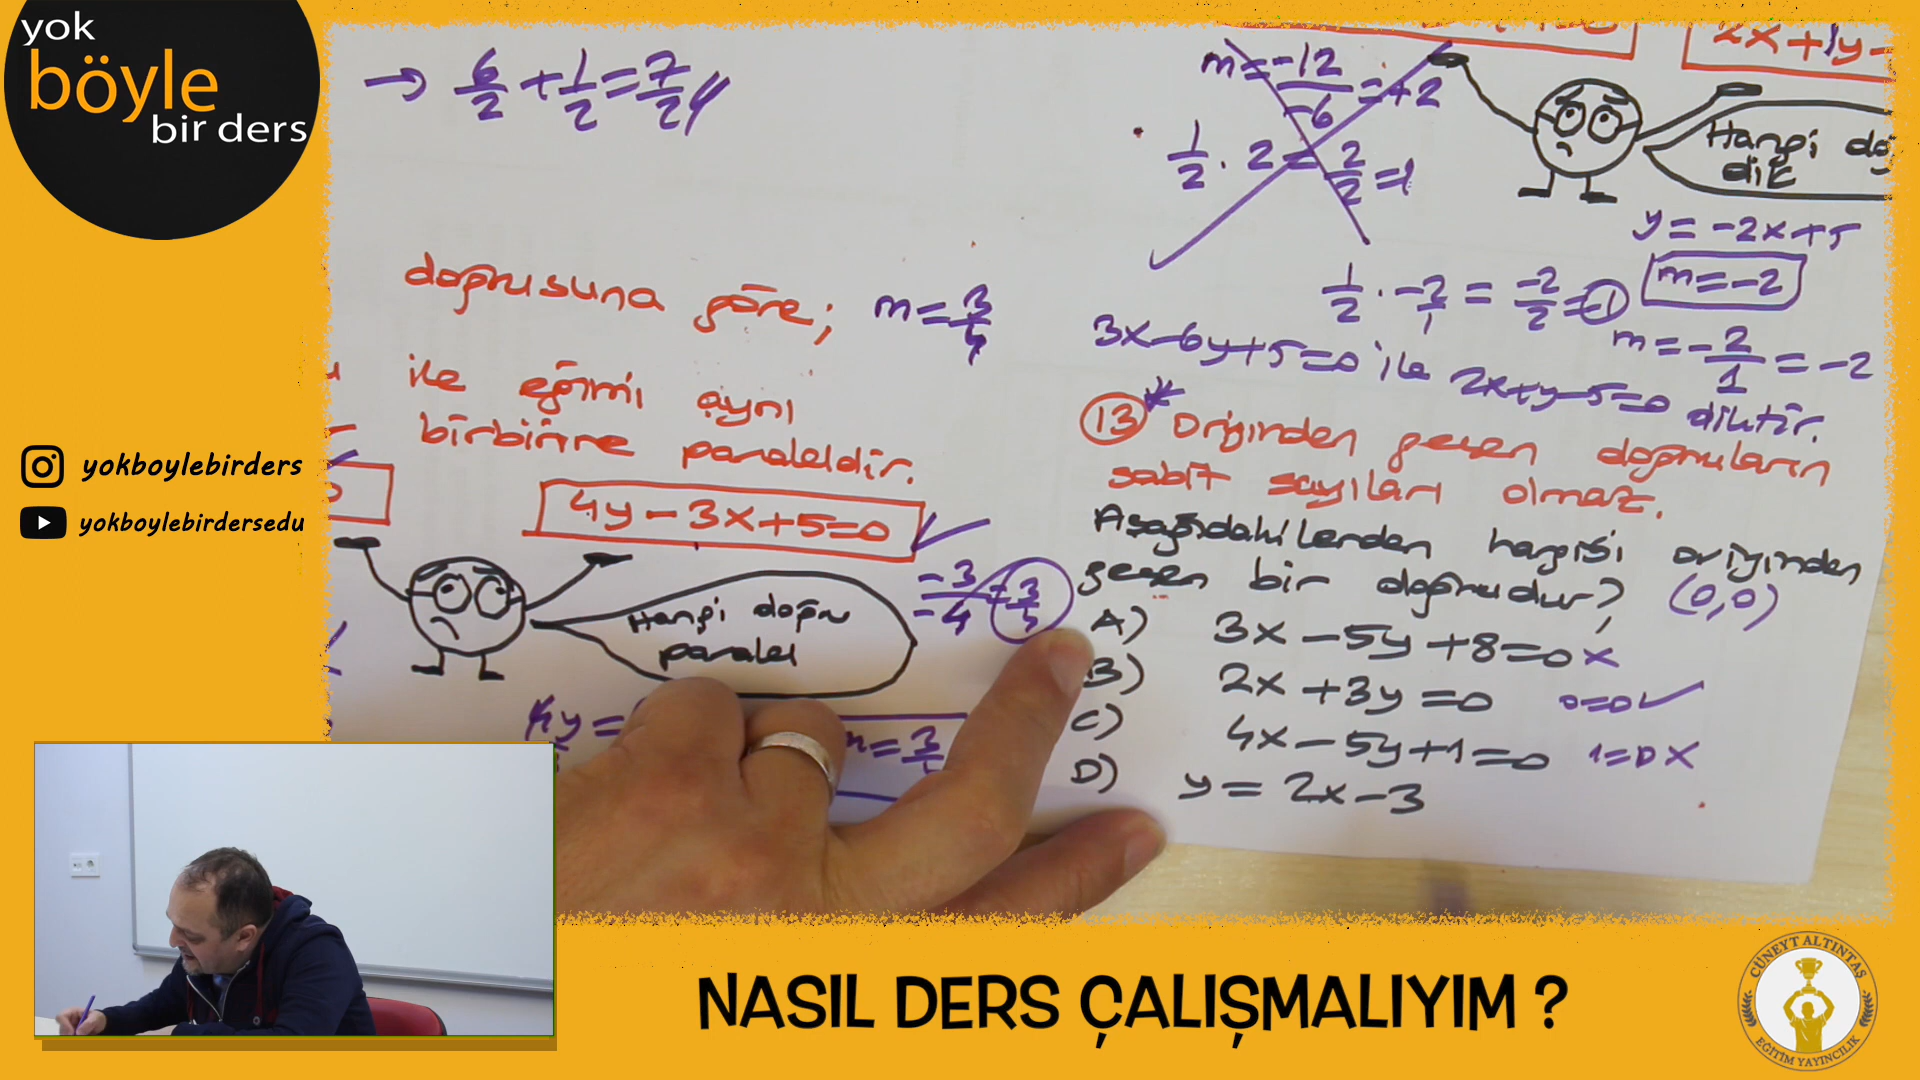 yok
böyle
bir ders
yokboylebirders
yokboylebirdersedu
→ 6/2 + 1/2 = 7/2
doğrusuna göre; m = 3/4
ile eğimi aynı
birbirine paraleldir.
4y - 3x + 5 = 0
-3/-4 = 3/4
Hangi doğru
paralel
4y =
m = 3/4
2x + 1y -
m = -12/-6 = +2
1/2 . 2 = 2/2 = 1
Hangi doğ
dik
y = -2x + 5
m = -2
1/2 . -2/1 = -2/2 = -1
m = -2/1 = -2
3x - 6y + 5 = 0 ile 2x + y - 5 = 0 diktir.
13 * Orijinden geçen doğruların
sabit sayıları olmaz.
Aşağıdakilerden hangisi orijinden
geçen bir doğrudur? (0,0)
A) 3x - 5y + 8 = 0 x
B) 2x + 3y = 0 0=0 ✓
C) 4x - 5y + 1 = 0 1=0 X
D) y = 2x - 3
NASIL DERS ÇALIŞMALIYIM ?
CÜNEYT ALTINTAŞ
EĞİTİM YAYINCILIK